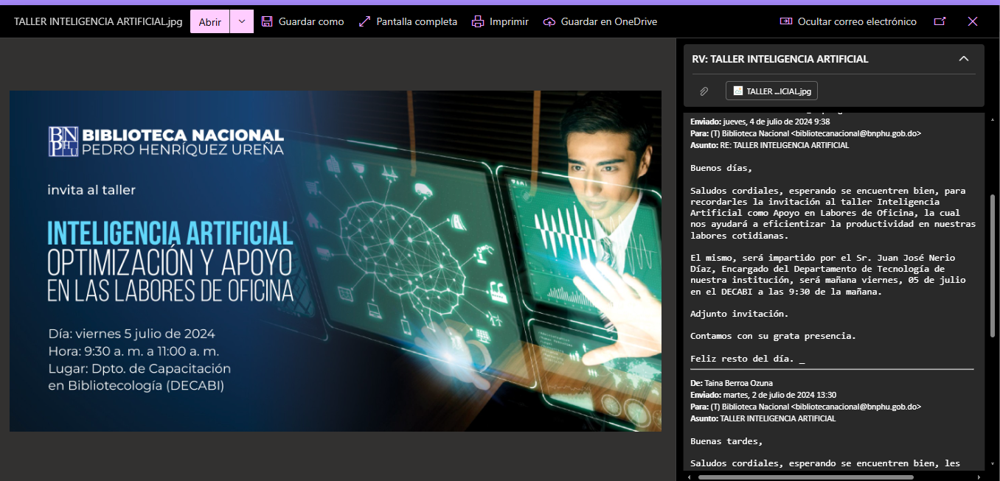 TALLER INTELIGENCIA ARTIFICIAL.jpg
Abrir
Guardar como
Pantalla completa
Imprimir
Guardar en OneDrive
Ocultar correo electrónico
BN
PHU
BIBLIOTECA NACIONAL
PEDRO HENRÍQUEZ UREÑA
invita al taller
INTELIGENCIA ARTIFICIAL
OPTIMIZACIÓN Y APOYO
EN LAS LABORES DE OFICINA
Día: viernes 5 julio de 2024
Hora: 9:30 a. m. a 11:00 a. m.
Lugar: Dpto. de Capacitación
en Bibliotecología (DECABI)
RV: TALLER INTELIGENCIA ARTIFICIAL
TALLER ...ICIAL.jpg
Enviado: jueves, 4 de julio de 2024 9:38
Para: (T) Biblioteca Nacional <bibliotecanacional@bnphu.gob.do>
Asunto: RE: TALLER INTELIGENCIA ARTIFICIAL
Buenos días,
Saludos cordiales, esperando se encuentren bien, para
recordarles la invitación al taller Inteligencia
Artificial como Apoyo en Labores de Oficina, la cual
nos ayudará a eficientizar la productividad en nuestras
labores cotidianas.
El mismo, será impartido por el Sr. Juan José Nerio
Díaz, Encargado del Departamento de Tecnología de
nuestra institución, será mañana viernes, 05 de julio
en el DECABI a las 9:30 de la mañana.
Adjunto invitación.
Contamos con su grata presencia.
Feliz resto del día. _
De: Taina Berroa Ozuna
Enviado: martes, 2 de julio de 2024 13:30
Para: (T) Biblioteca Nacional <bibliotecanacional@bnphu.gob.do>
Asunto: TALLER INTELIGENCIA ARTIFICIAL
Buenas tardes,
Saludos cordiales, esperando se encuentren bien, les